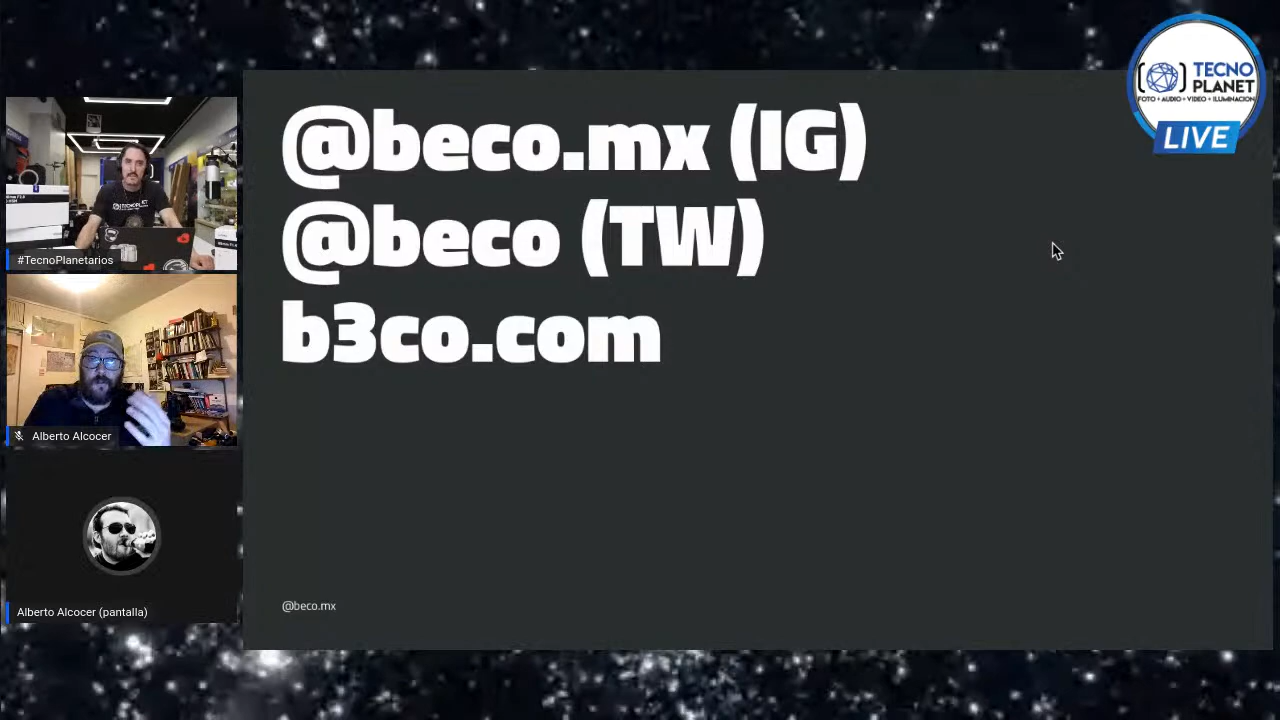 @beco.mx (IG)
@beco (TW)
b3co.com
@beco.mx
TECNO
PLANET
FOTO • AUDIO • VIDEO • ILUMINACION
LIVE
#TecnoPlanetarios
Alberto Alcocer
Alberto Alcocer (pantalla)